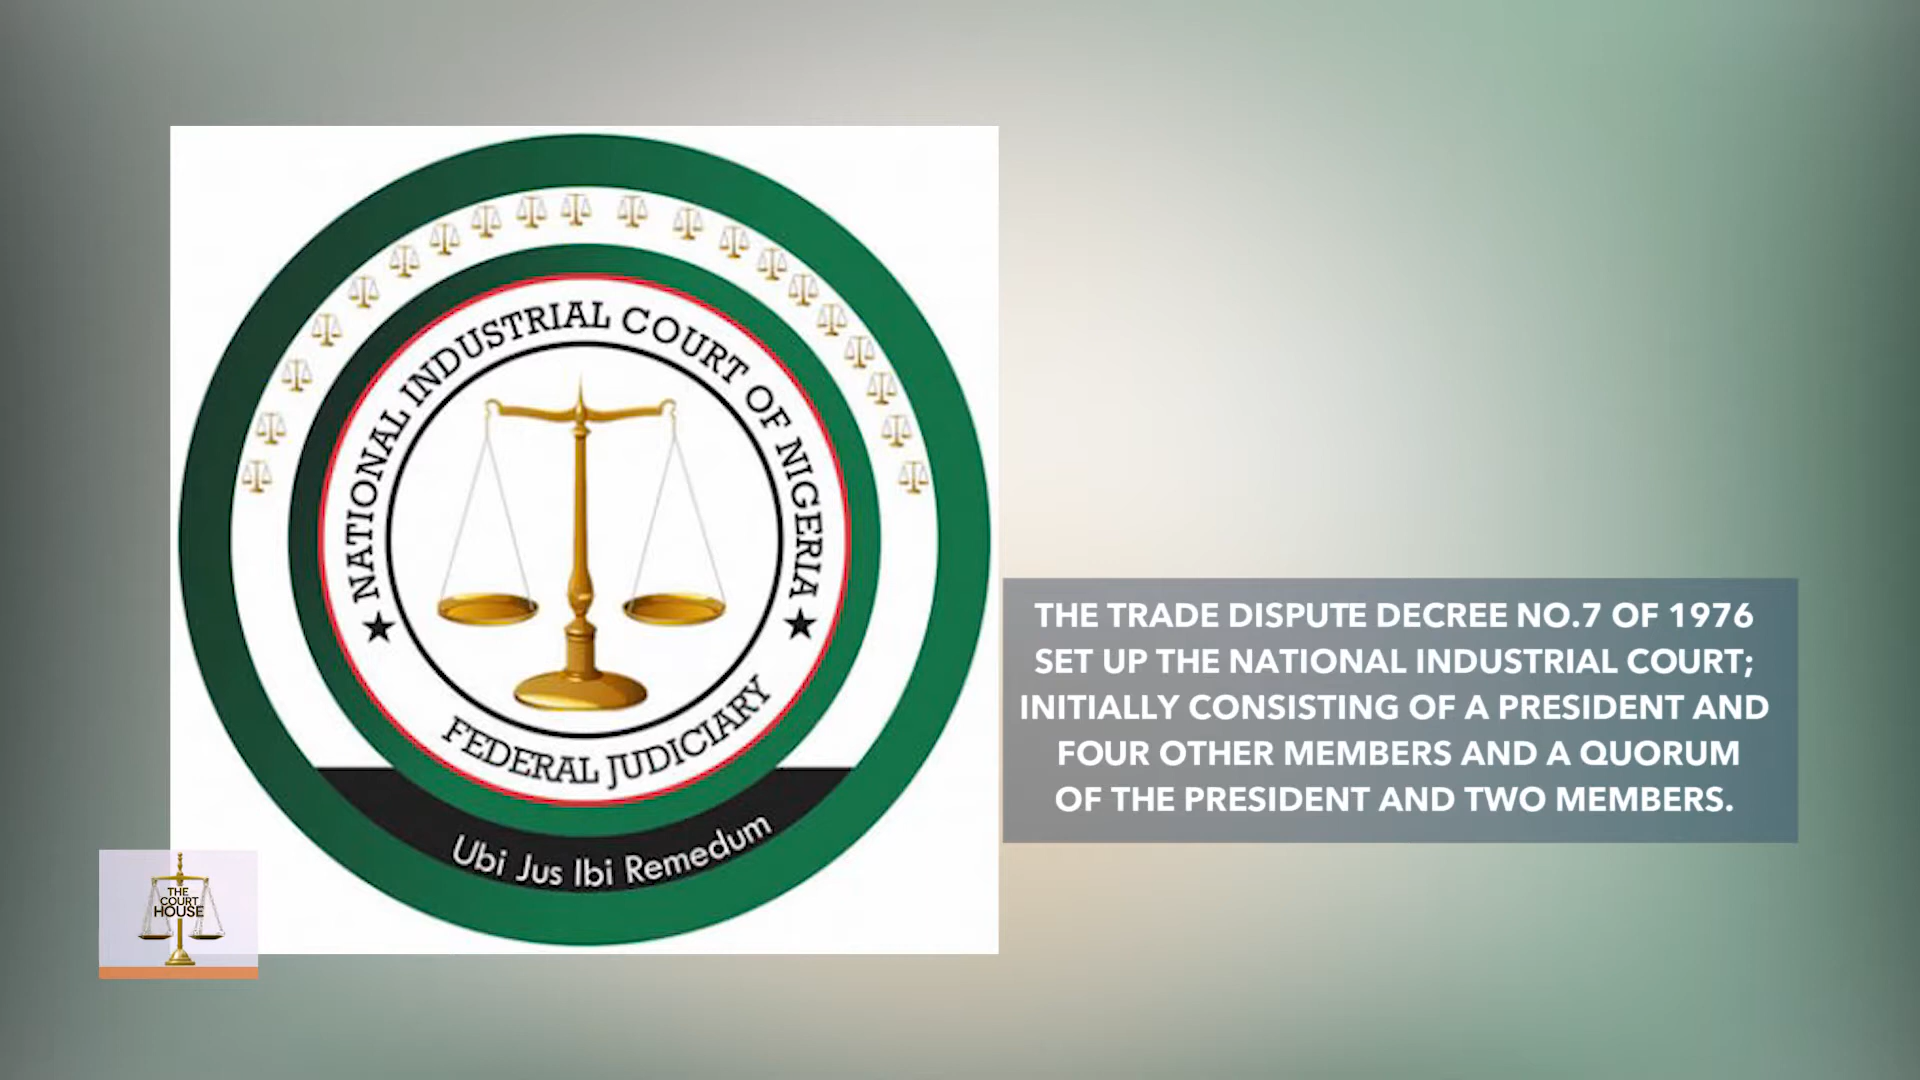 NATIONAL INDUSTRIAL COURT OF NIGERIA
FEDERAL JUDICIARY
Ubi Jus Ibi Remedum
THE TRADE DISPUTE DECREE NO.7 OF 1976
SET UP THE NATIONAL INDUSTRIAL COURT;
INITIALLY CONSISTING OF A PRESIDENT AND
FOUR OTHER MEMBERS AND A QUORUM
OF THE PRESIDENT AND TWO MEMBERS.
THE
COURT
HOUSE